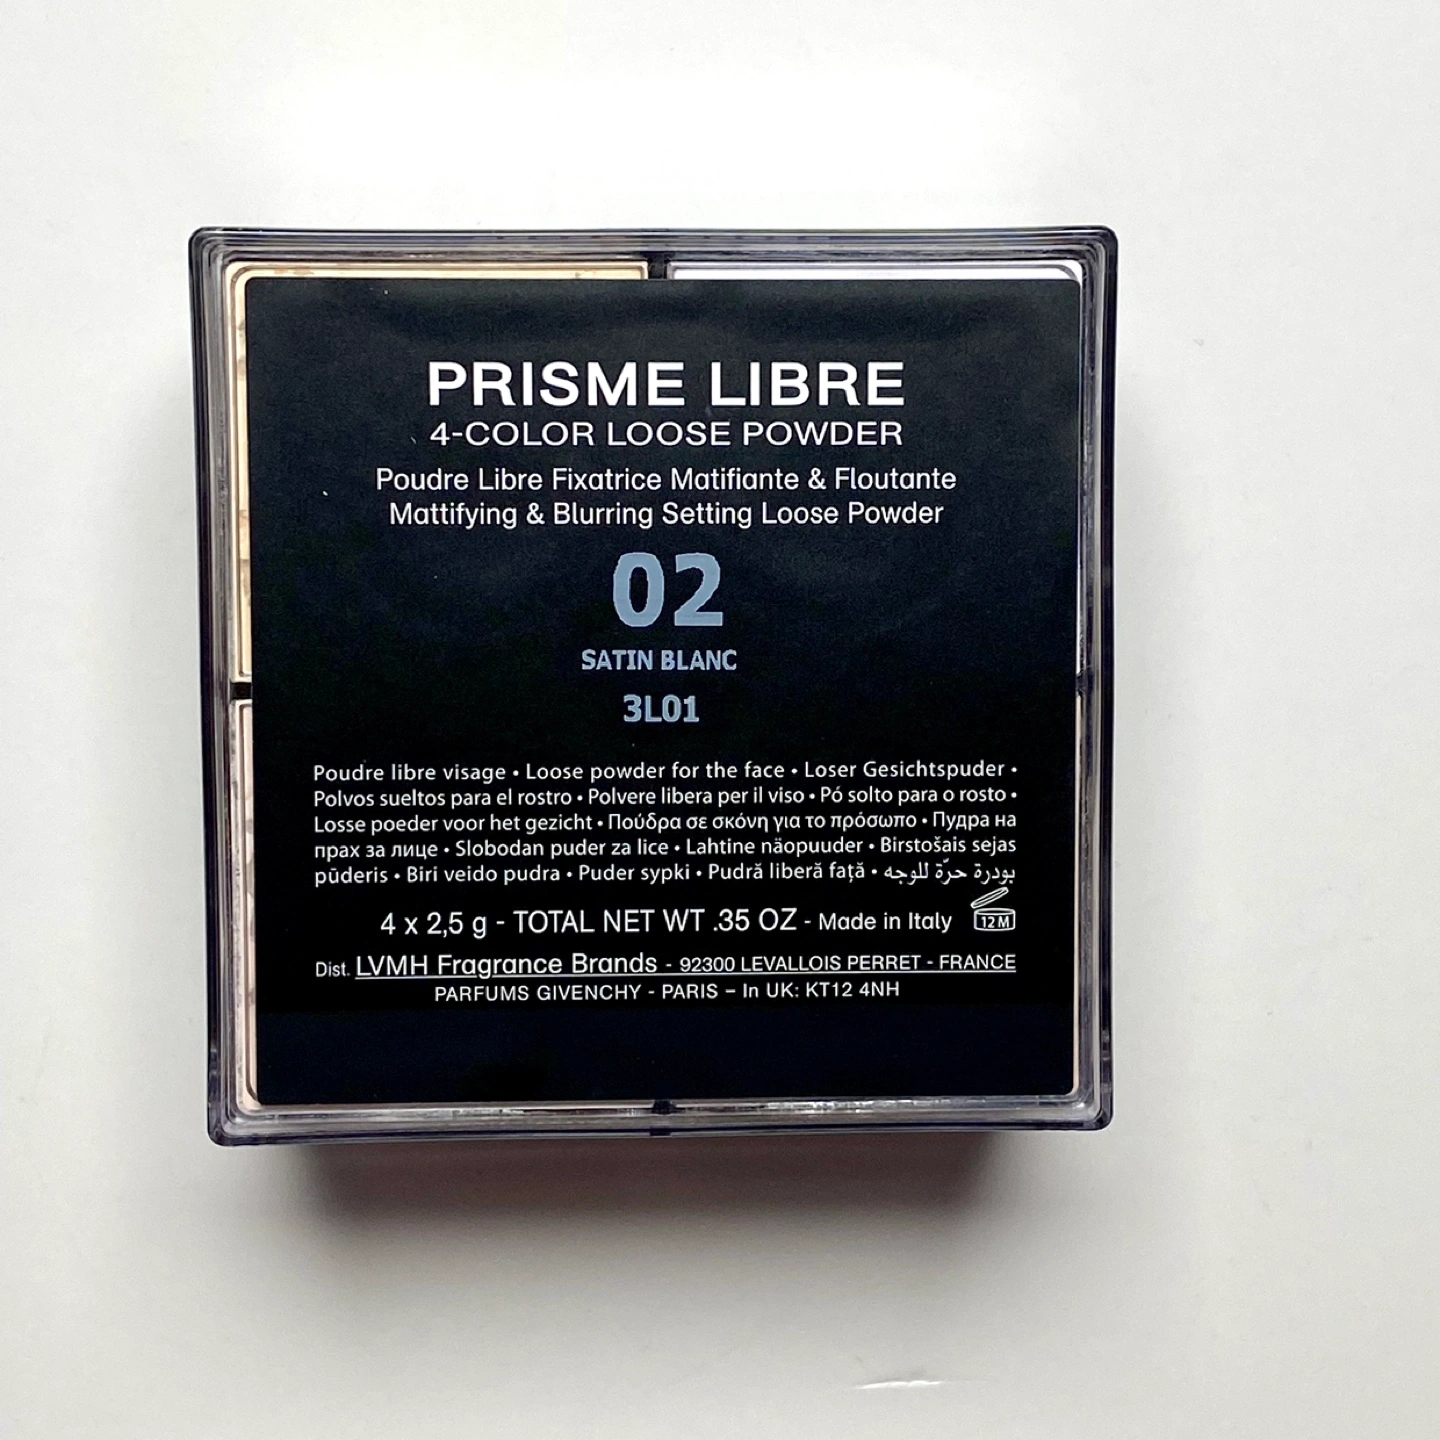 PRISME LIBRE
4-COLOR LOOSE POWDER
Poudre Libre Fixatrice Matifiante & Floutante
Mattifying & Blurring Setting Loose Powder
02
SATIN BLANC
3L01
Poudre libre visage • Loose powder for the face • Loser Gesichtspuder •
Polvos sueltos para el rostro • Polvere libera per il viso • Pó solto para o rosto •
Losse poeder voor het gezicht • Πούδρα σε σκόνη για το πρόσωπο • Пудра на
прах за лице • Slobodan puder za lice • Lahtine näopuuder • Birstošais sejas
pūderis • Biri veido pudra • Puder sypki • Pudră liberă față • بودرة حرّة للوجه
4 x 2,5 g - TOTAL NET WT .35 OZ - Made in Italy 12 M
Dist. LVMH Fragrance Brands - 92300 LEVALLOIS PERRET - FRANCE
PARFUMS GIVENCHY - PARIS – In UK: KT12 4NH